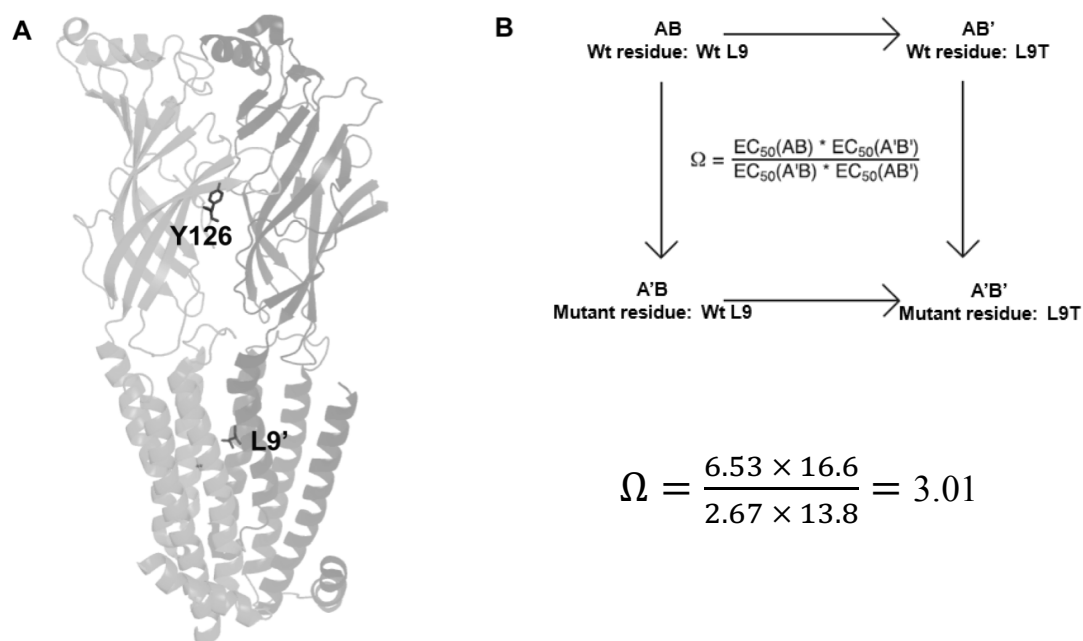 A
Y126
L9'
B
AB
Wt residue: Wt L9
AB'
Wt residue: L9T
Ω = EC₅₀(AB) * EC₅₀(A'B') / EC₅₀(A'B) * EC₅₀(AB')
A'B
Mutant residue: Wt L9
A'B'
Mutant residue: L9T
Ω = 6.53 × 16.6 / 2.67 × 13.8 = 3.01